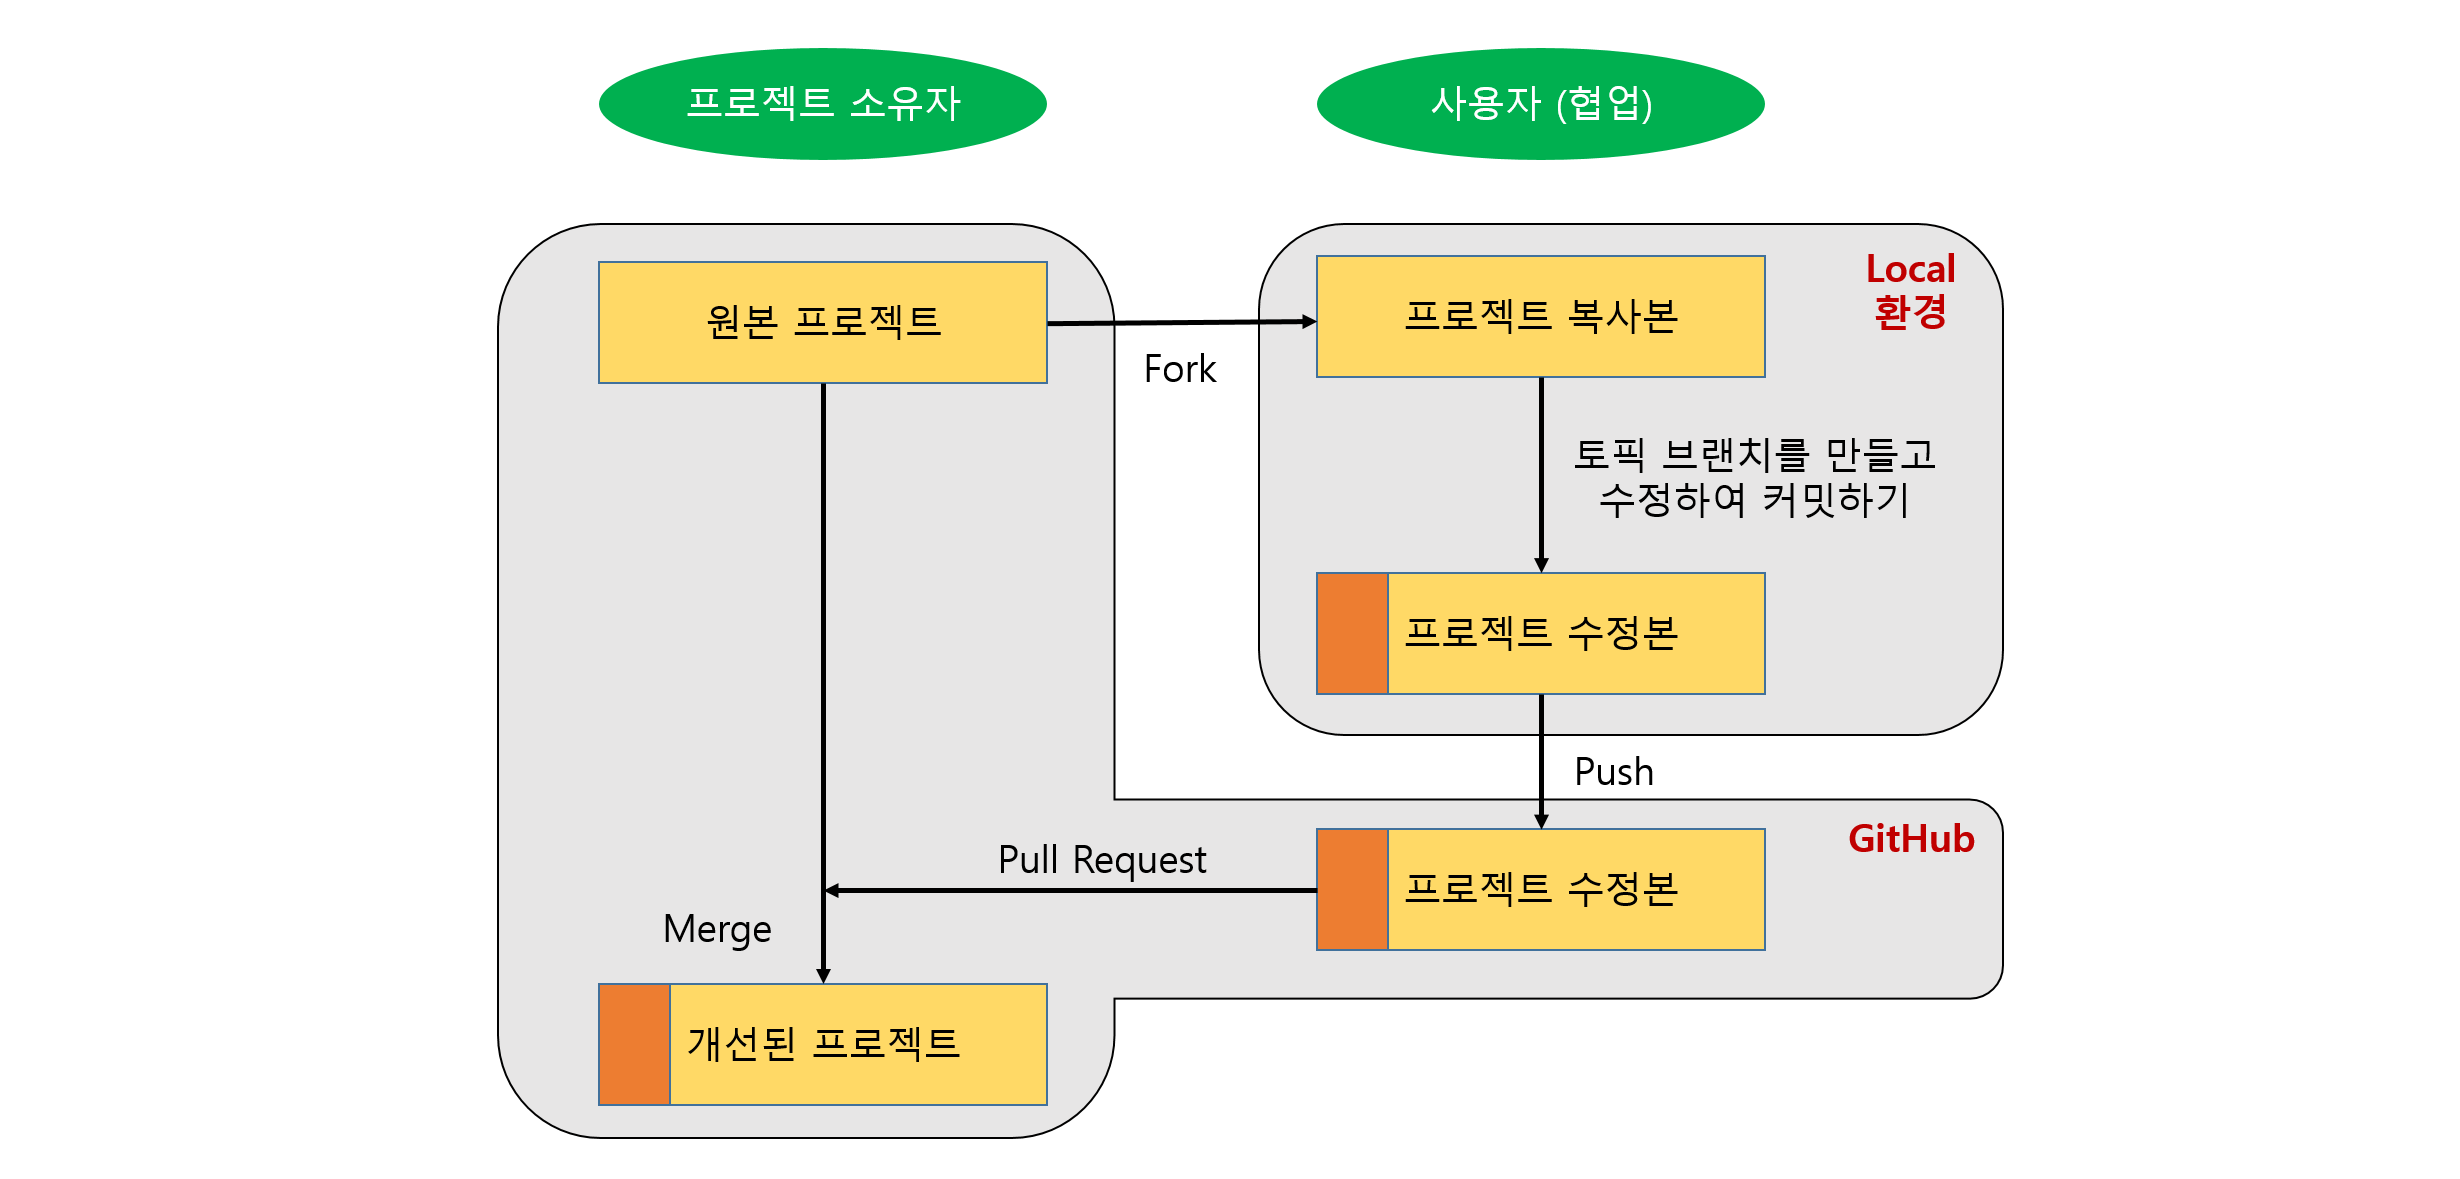 프로젝트 소유자
사용자 (협업)
원본 프로젝트
Fork
프로젝트 복사본
Local
환경
토픽 브랜치를 만들고
수정하여 커밋하기
프로젝트 수정본
Push
GitHub
프로젝트 수정본
Pull Request
Merge
개선된 프로젝트